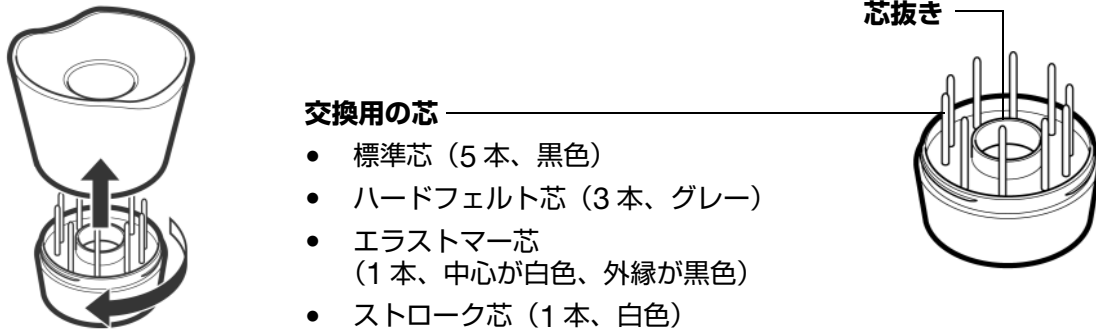 芯抜き
交換用の芯
• 標準芯（5 本、黒色）
• ハードフェルト芯（3 本、グレー）
• エラストマー芯
（1 本、中心が白色、外縁が黒色）
• ストローク芯（1 本、白色）